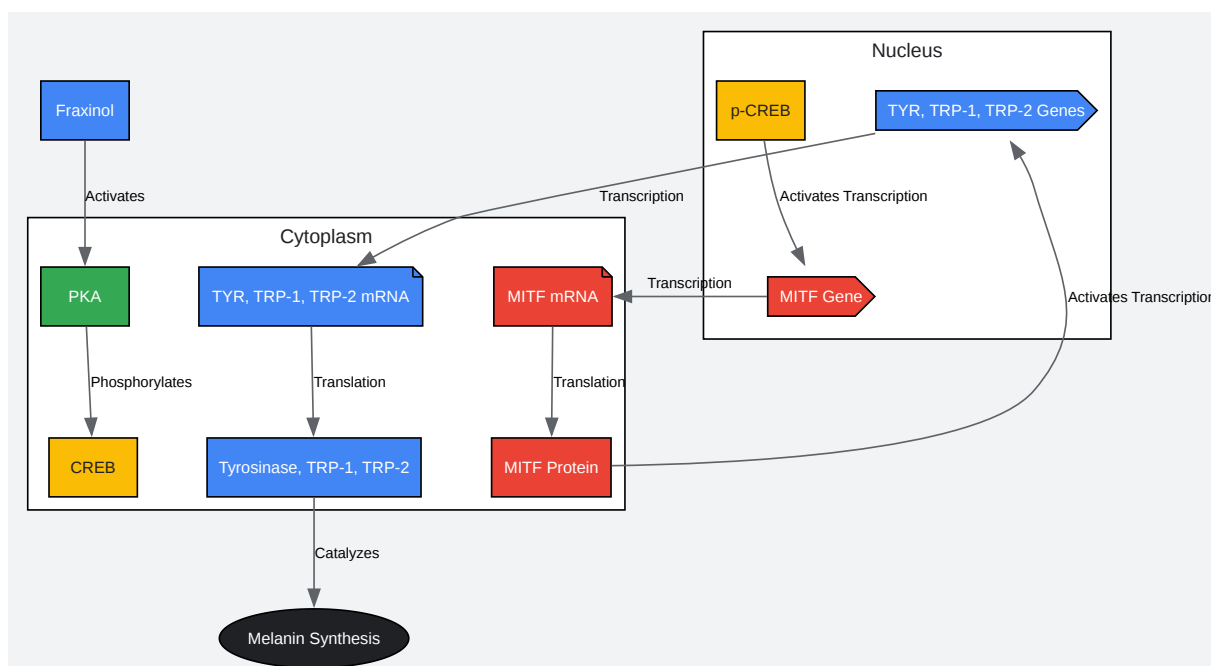 Nucleus
Fraxinol
p-CREB
TYR, TRP-1, TRP-2 Genes
Activates
Transcription
Activates Transcription
Cytoplasm
PKA
TYR, TRP-1, TRP-2 mRNA
MITF mRNA
Transcription
MITF Gene
Activates Transcription
Phosphorylates
Translation
Translation
CREB
Tyrosinase, TRP-1, TRP-2
MITF Protein
Catalyzes
Melanin Synthesis